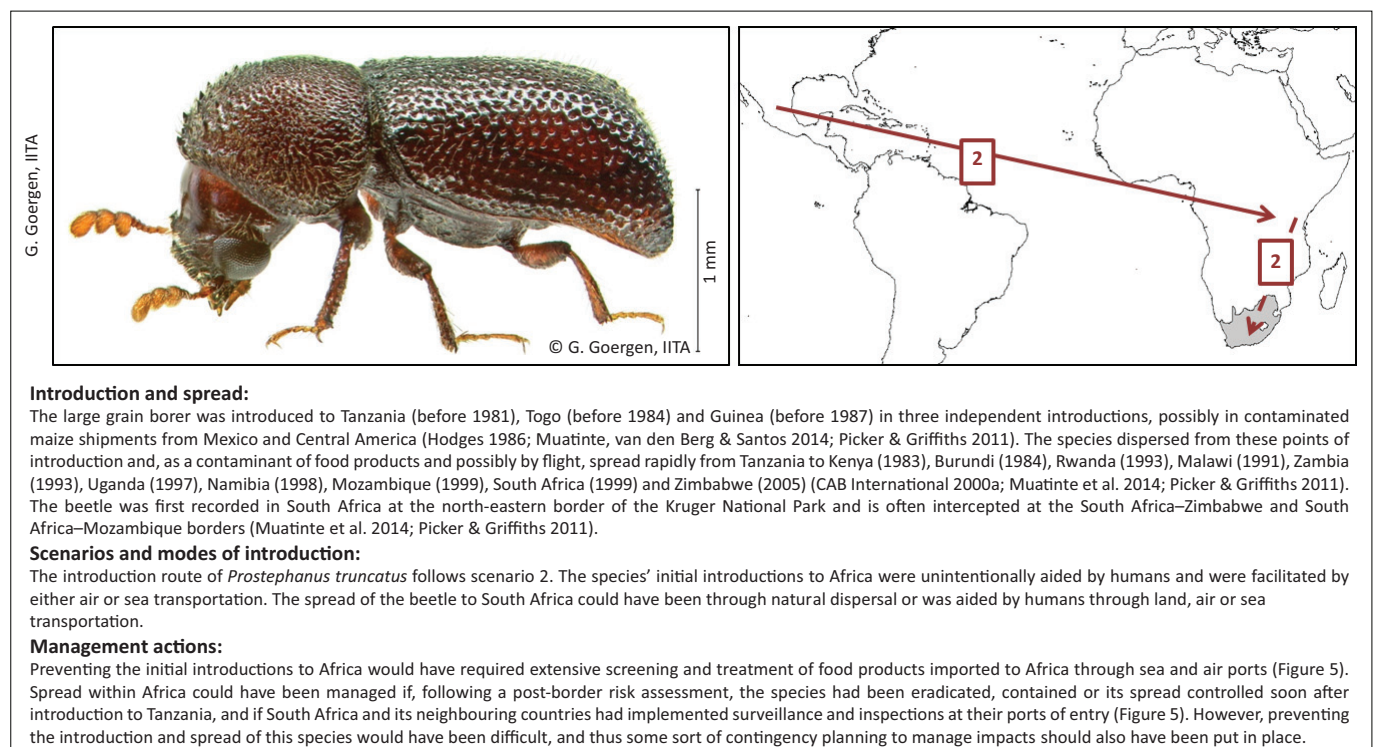 G. Goergen, IITA
1 mm
© G. Goergen, IITA
2
2
Introduction and spread:
The large grain borer was introduced to Tanzania (before 1981), Togo (before 1984) and Guinea (before 1987) in three independent introductions, possibly in contaminated
maize shipments from Mexico and Central America (Hodges 1986; Muatinte, van den Berg & Santos 2014; Picker & Griffiths 2011). The species dispersed from these points of
introduction and, as a contaminant of food products and possibly by flight, spread rapidly from Tanzania to Kenya (1983), Burundi (1984), Rwanda (1993), Malawi (1991), Zambia
(1993), Uganda (1997), Namibia (1998), Mozambique (1999), South Africa (1999) and Zimbabwe (2005) (CAB International 2000a; Muatinte et al. 2014; Picker & Griffiths 2011).
The beetle was first recorded in South Africa at the north-eastern border of the Kruger National Park and is often intercepted at the South Africa–Zimbabwe and South
Africa–Mozambique borders (Muatinte et al. 2014; Picker & Griffiths 2011).
Scenarios and modes of introduction:
The introduction route of Prostephanus truncatus follows scenario 2. The species' initial introductions to Africa were unintentionally aided by humans and were facilitated by
either air or sea transportation. The spread of the beetle to South Africa could have been through natural dispersal or was aided by humans through land, air or sea
transportation.
Management actions:
Preventing the initial introductions to Africa would have required extensive screening and treatment of food products imported to Africa through sea and air ports (Figure 5).
Spread within Africa could have been managed if, following a post-border risk assessment, the species had been eradicated, contained or its spread controlled soon after
introduction to Tanzania, and if South Africa and its neighbouring countries had implemented surveillance and inspections at their ports of entry (Figure 5). However, preventing
the introduction and spread of this species would have been difficult, and thus some sort of contingency planning to manage impacts should also have been put in place.